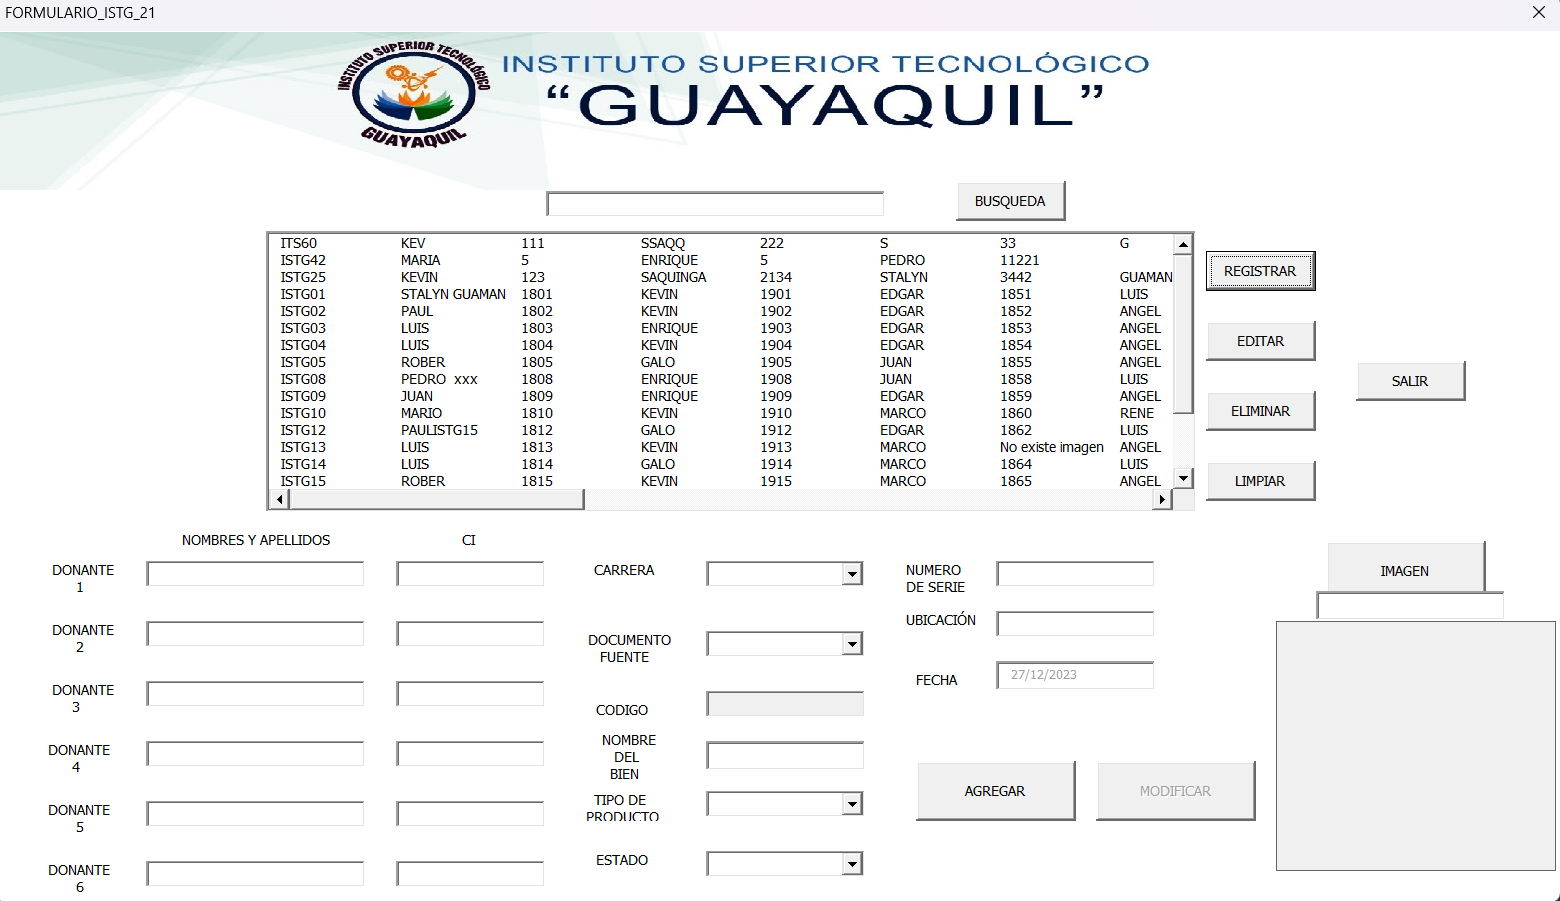 FORMULARIO_ISTG_21
INSTITUTO SUPERIOR TECNOLÓGICO
GUAYAQUIL
INSTITUTO SUPERIOR TECNOLÓGICO
“GUAYAQUIL”
BUSQUEDA
ITS60 KEV 111 SSAQQ 222 S 33 G
ISTG42 MARIA 5 ENRIQUE 5 PEDRO 11221
ISTG25 KEVIN 123 SAQUINGA 2134 STALYN 3442 GUAMAN
ISTG01 STALYN GUAMAN 1801 KEVIN 1901 EDGAR 1851 LUIS
ISTG02 PAUL 1802 KEVIN 1902 EDGAR 1852 ANGEL
ISTG03 LUIS 1803 ENRIQUE 1903 EDGAR 1853 ANGEL
ISTG04 LUIS 1804 KEVIN 1904 EDGAR 1854 ANGEL
ISTG05 ROBER 1805 GALO 1905 JUAN 1855 ANGEL
ISTG08 PEDRO xxx 1808 ENRIQUE 1908 JUAN 1858 LUIS
ISTG09 JUAN 1809 ENRIQUE 1909 EDGAR 1859 ANGEL
ISTG10 MARIO 1810 KEVIN 1910 MARCO 1860 RENE
ISTG12 PAULISTG15 1812 GALO 1912 EDGAR 1862 LUIS
ISTG13 LUIS 1813 KEVIN 1913 MARCO No existe imagen ANGEL
ISTG14 LUIS 1814 GALO 1914 MARCO 1864 LUIS
ISTG15 ROBER 1815 KEVIN 1915 MARCO 1865 ANGEL
REGISTRAR
EDITAR
ELIMINAR
LIMPIAR
SALIR
NOMBRES Y APELLIDOS CI
DONANTE
1
DONANTE
2
DONANTE
3
DONANTE
4
DONANTE
5
DONANTE
6
CARRERA
DOCUMENTO
FUENTE
CODIGO
NOMBRE
DEL
BIEN
TIPO DE
PRODUCTO
ESTADO
NUMERO
DE SERIE
UBICACIÓN
FECHA 27/12/2023
AGREGAR
MODIFICAR
IMAGEN